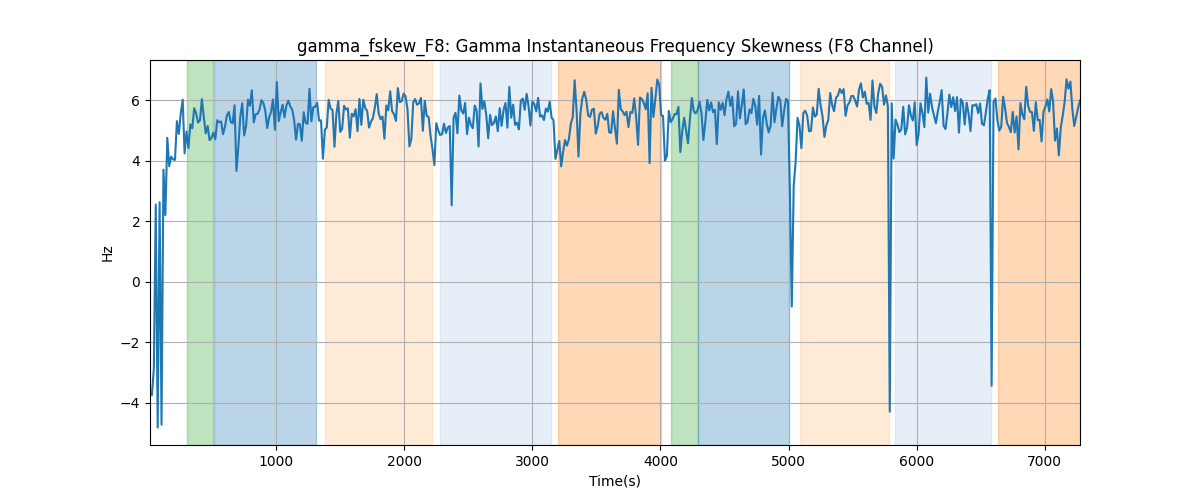 gamma_fskew_F8: Gamma Instantaneous Frequency Skewness (F8 Channel)
6
4
2
0
−2
−4
Hz
1000 2000 3000 4000 5000 6000 7000
Time(s)